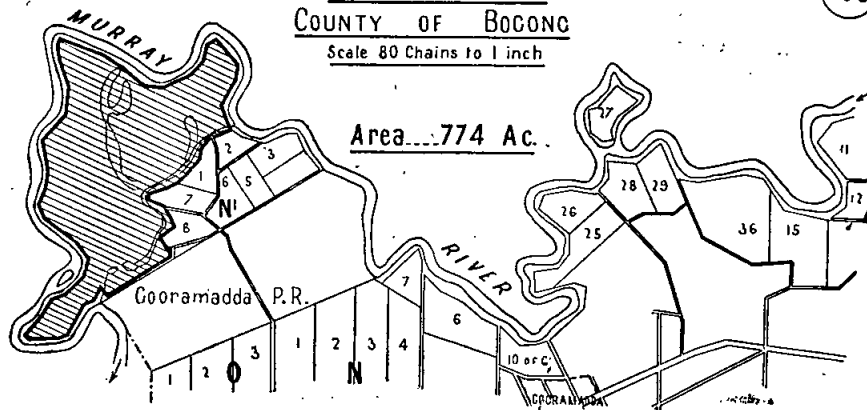 COUNTY OF BOGONG
Scale 80 Chains to 1 inch
Area....774 Ac.
MURRAY
RIVER
27
11
12
2
3
1
6
5
7
N'
8
28
29
26
25
36
15
Gooramadda P.R.
7
6
10 of C,
1
2
3
1
2
3
4
O
N
GOORAMADDA